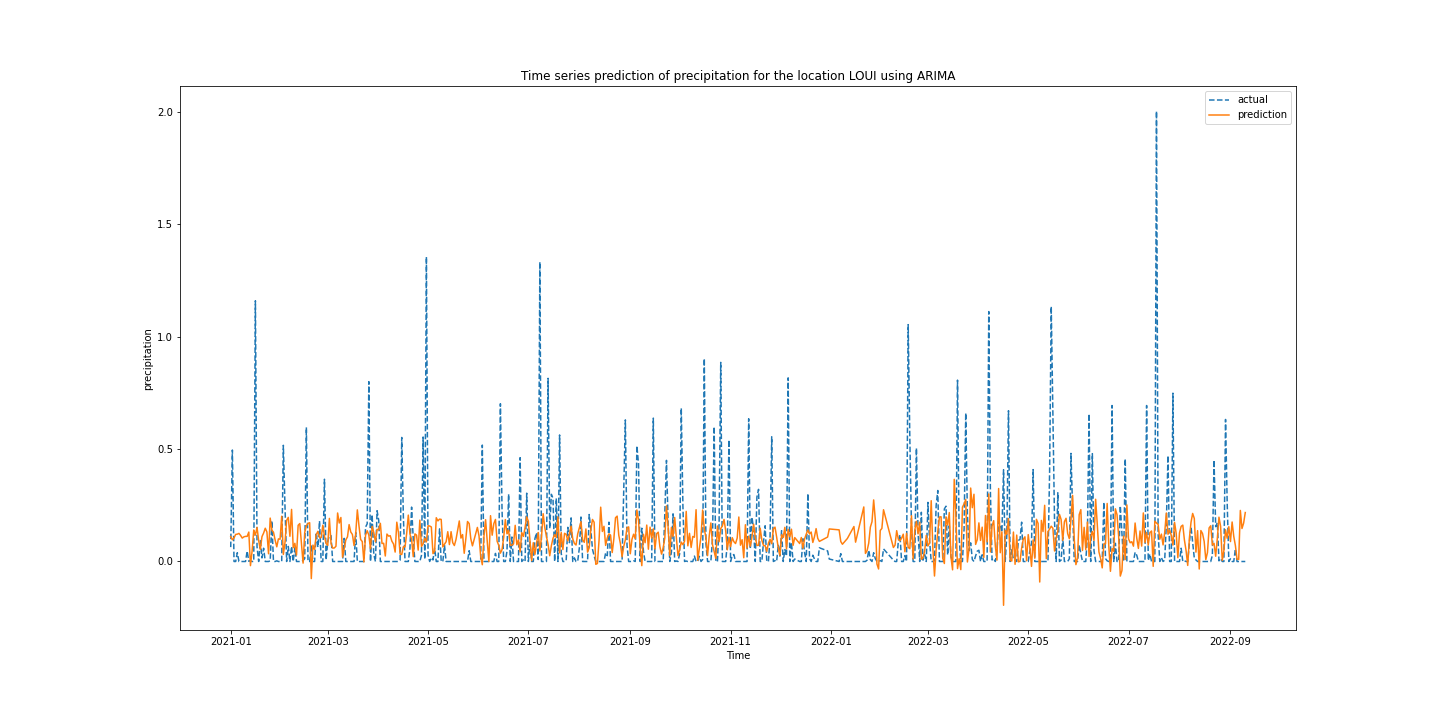 Time series prediction of precipitation for the location LOUI using ARIMA
actual
prediction
2.0
1.5
1.0
0.5
0.0
precipitation
2021-01 2021-03 2021-05 2021-07 2021-09 2021-11 2022-01 2022-03 2022-05 2022-07 2022-09
Time